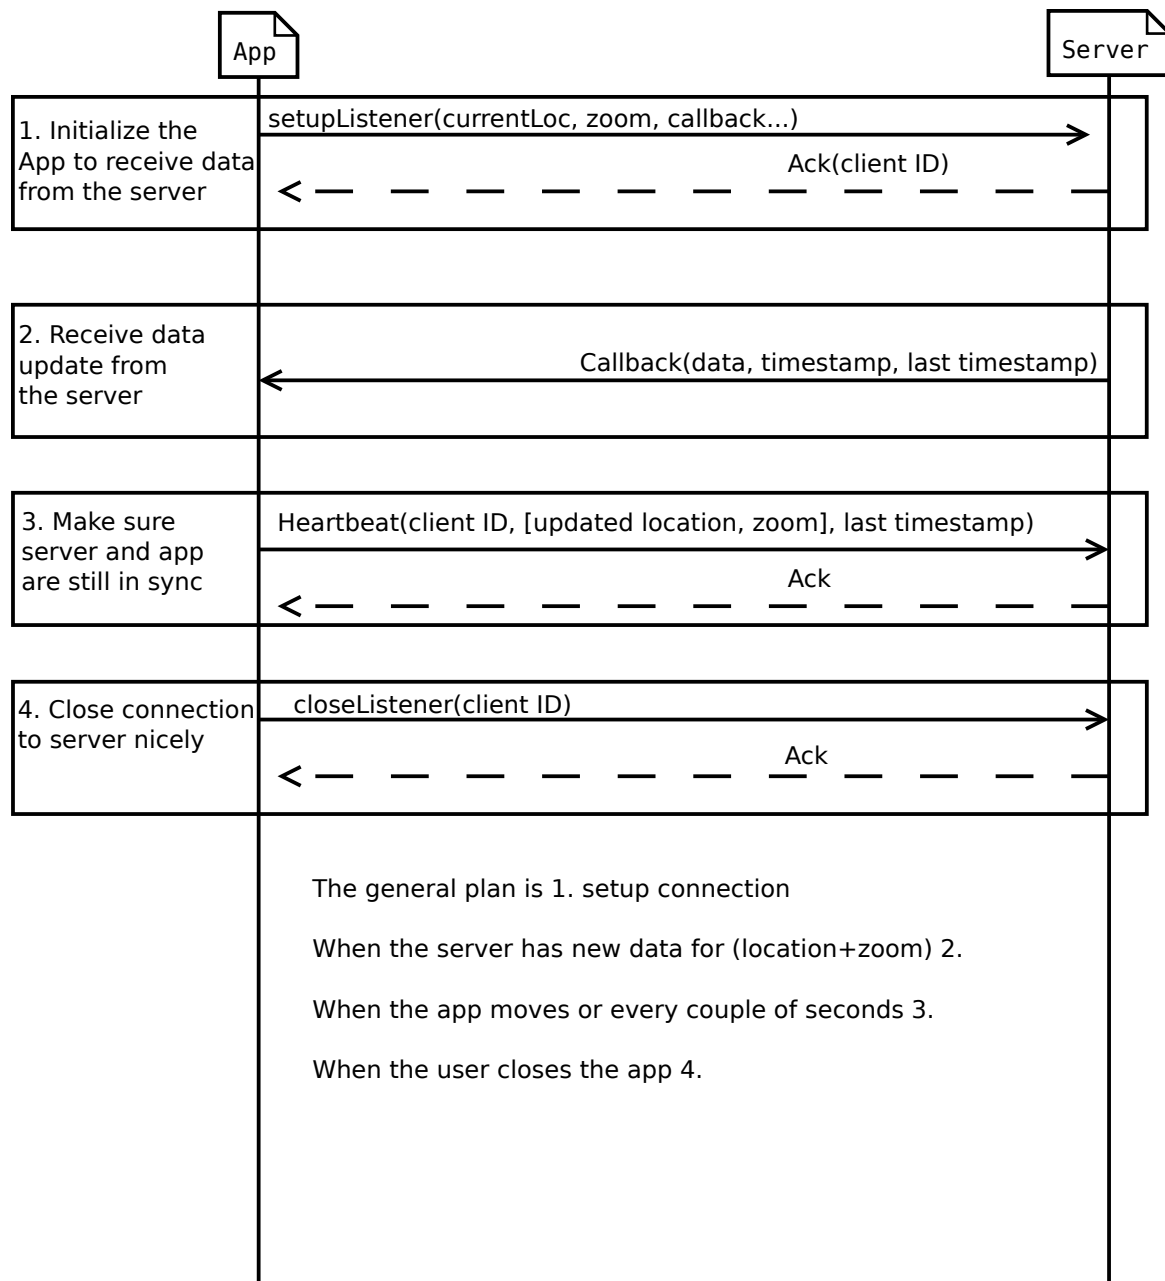 App
Server
1. Initialize the
App to receive data
from the server
setupListener(currentLoc, zoom, callback...)
Ack(client ID)
2. Receive data
update from
the server
Callback(data, timestamp, last timestamp)
3. Make sure
server and app
are still in sync
Heartbeat(client ID, [updated location, zoom], last timestamp)
Ack
4. Close connection
to server nicely
closeListener(client ID)
Ack
The general plan is 1. setup connection
When the server has new data for (location+zoom) 2.
When the app moves or every couple of seconds 3.
When the user closes the app 4.